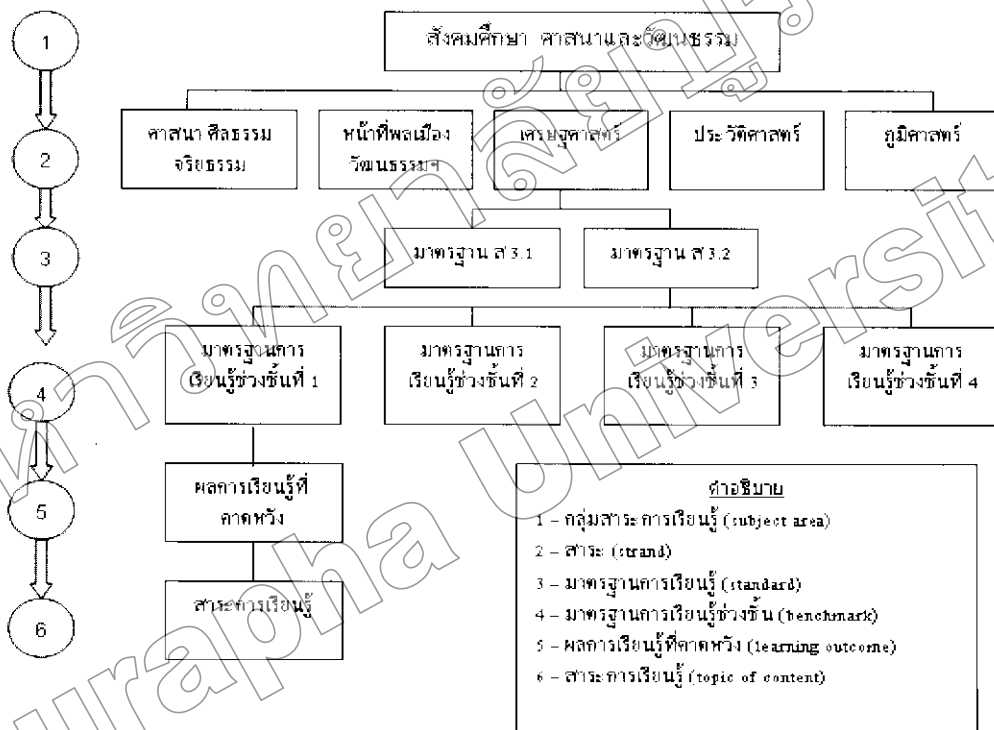 1
สังคมศึกษา ศาสนาและวัฒนธรรม
2
ศาสนา ศีลธรรม
จริยธรรม
หน้าที่พลเมือง
วัฒนธรรมฯ
เศรษฐศาสตร์
ประวัติศาสตร์
ภูมิศาสตร์
3
มาตรฐาน ส 3.1
มาตรฐาน ส 3.2
4
มาตรฐานการ
เรียนรู้ช่วงชั้นที่ 1
มาตรฐานการ
เรียนรู้ช่วงชั้นที่ 2
มาตรฐานการ
เรียนรู้ช่วงชั้นที่ 3
มาตรฐานการ
เรียนรู้ช่วงชั้นที่ 4
5
ผลการเรียนรู้ที่
คาดหวัง
6
สาระการเรียนรู้
คำอธิบาย
1 – กลุ่มสาระการเรียนรู้ (subject area)
2 – สาระ (strand)
3 – มาตรฐานการเรียนรู้ (standard)
4 – มาตรฐานการเรียนรู้ช่วงชั้น (benchmark)
5 – ผลการเรียนรู้ที่คาดหวัง (learning outcome)
6 – สาระการเรียนรู้ (topic of content)
หาวิทยาลัยบูร
urapha Universit